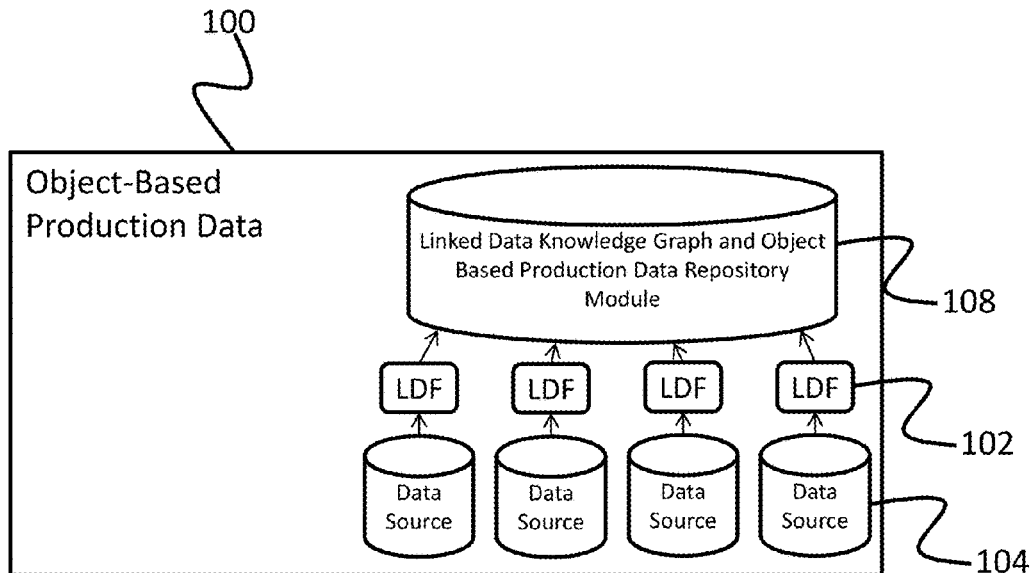 100
Object-Based
Production Data
Linked Data Knowledge Graph and Object
Based Production Data Repository
Module
108
LDF LDF LDF LDF
102
Data Data Data Data
Source Source Source Source
104